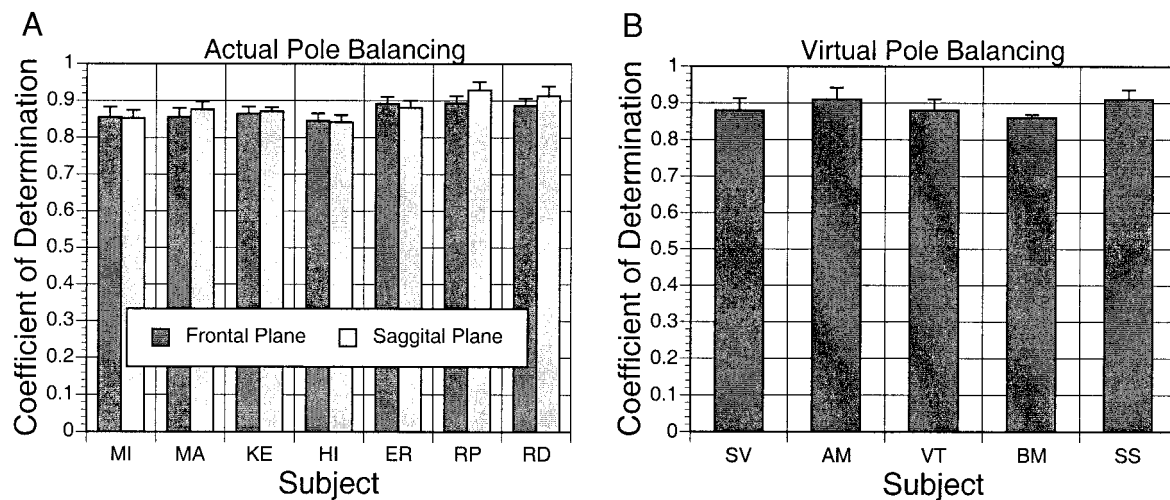 A
Actual Pole Balancing
Coefficient of Determination
1
0.9
0.8
0.7
0.6
0.5
0.4
0.3
0.2
0.1
0
Frontal Plane
Saggital Plane
MI MA KE HI ER RP RD
Subject
B
Virtual Pole Balancing
Coefficient of Determination
1
0.9
0.8
0.7
0.6
0.5
0.4
0.3
0.2
0.1
0
SV AM VT BM SS
Subject